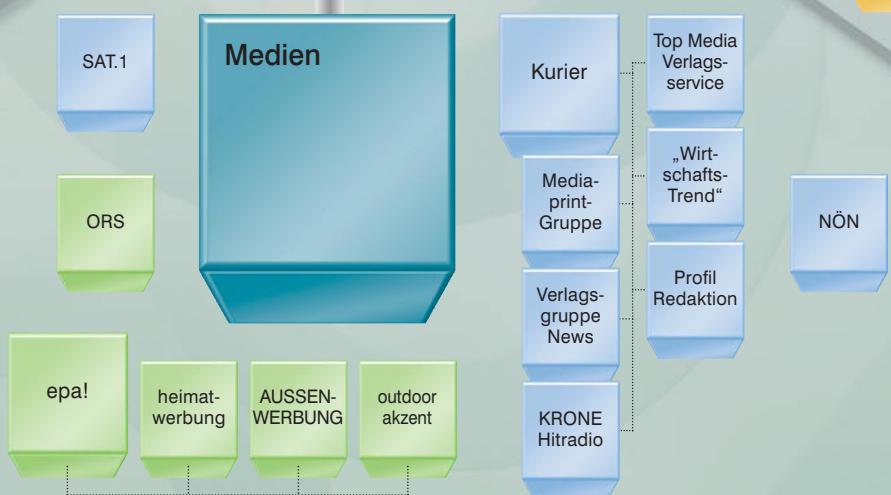 SAT.1
Medien
Kurier
Top Media
Verlags-
service
ORS
Media-
print-
Gruppe
„Wirt-
schafts-
Trend“
NÖN
Verlags-
gruppe
News
Profil
Redaktion
epa!
heimat-
werbung
AUSSEN-
WERBUNG
outdoor
akzent
KRONE
Hitradio